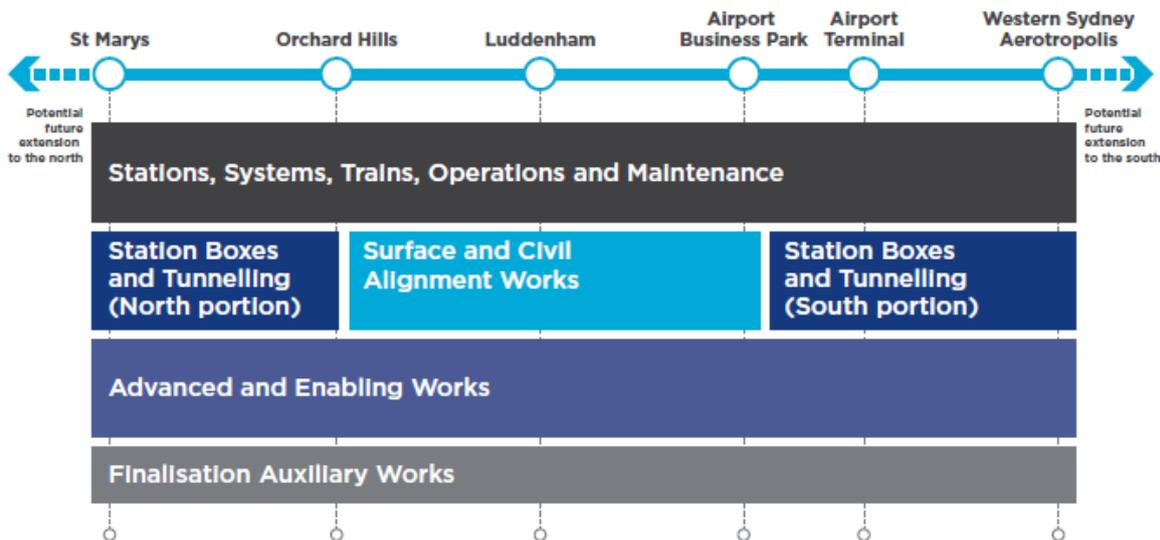 St Marys
Orchard Hills
Luddenham
Airport
Business Park
Airport
Terminal
Western Sydney
Aerotropolis
Potential
future
extension
to the north
Potential
future
extension
to the south
Stations, Systems, Trains, Operations and Maintenance
Station Boxes
and Tunnelling
(North portion)
Surface and Civil
Alignment Works
Station Boxes
and Tunnelling
(South portion)
Advanced and Enabling Works
Finalisation Auxiliary Works